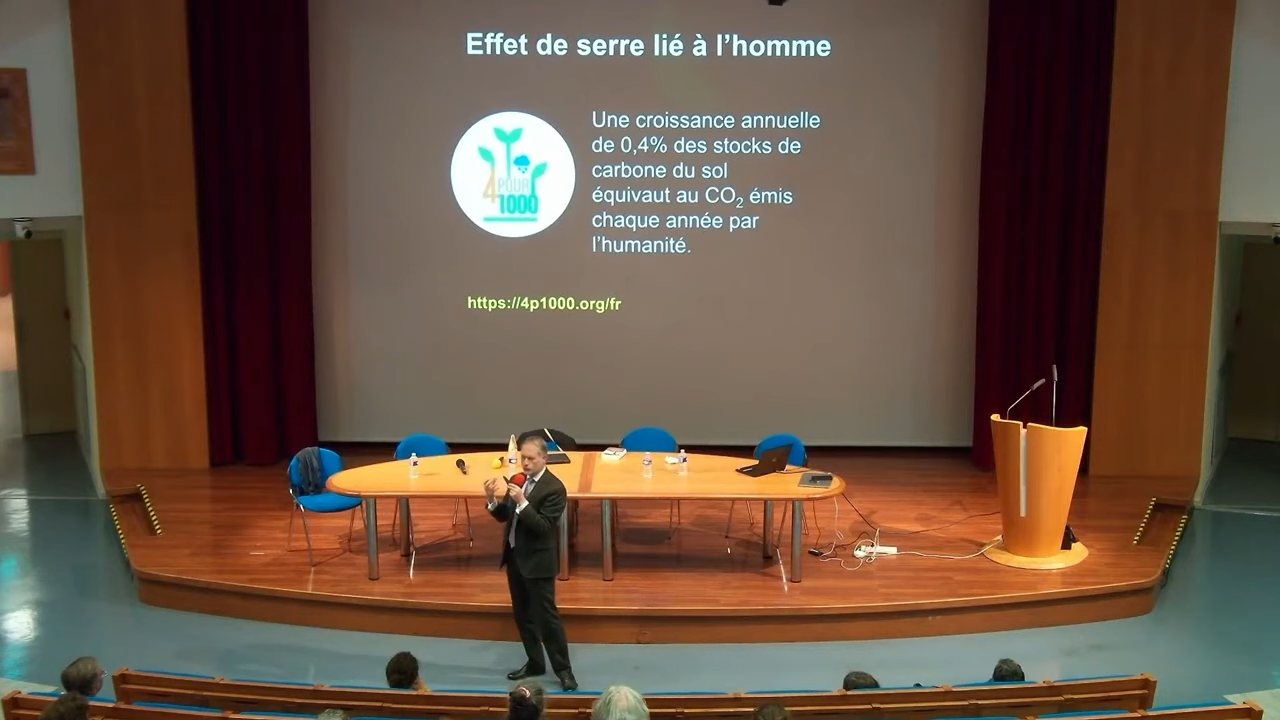 Effet de serre lié à l'homme
Une croissance annuelle
de 0,4% des stocks de
carbone du sol
équivaut au CO₂ émis
chaque année par
l'humanité.
4 POUR
1000
https://4p1000.org/fr